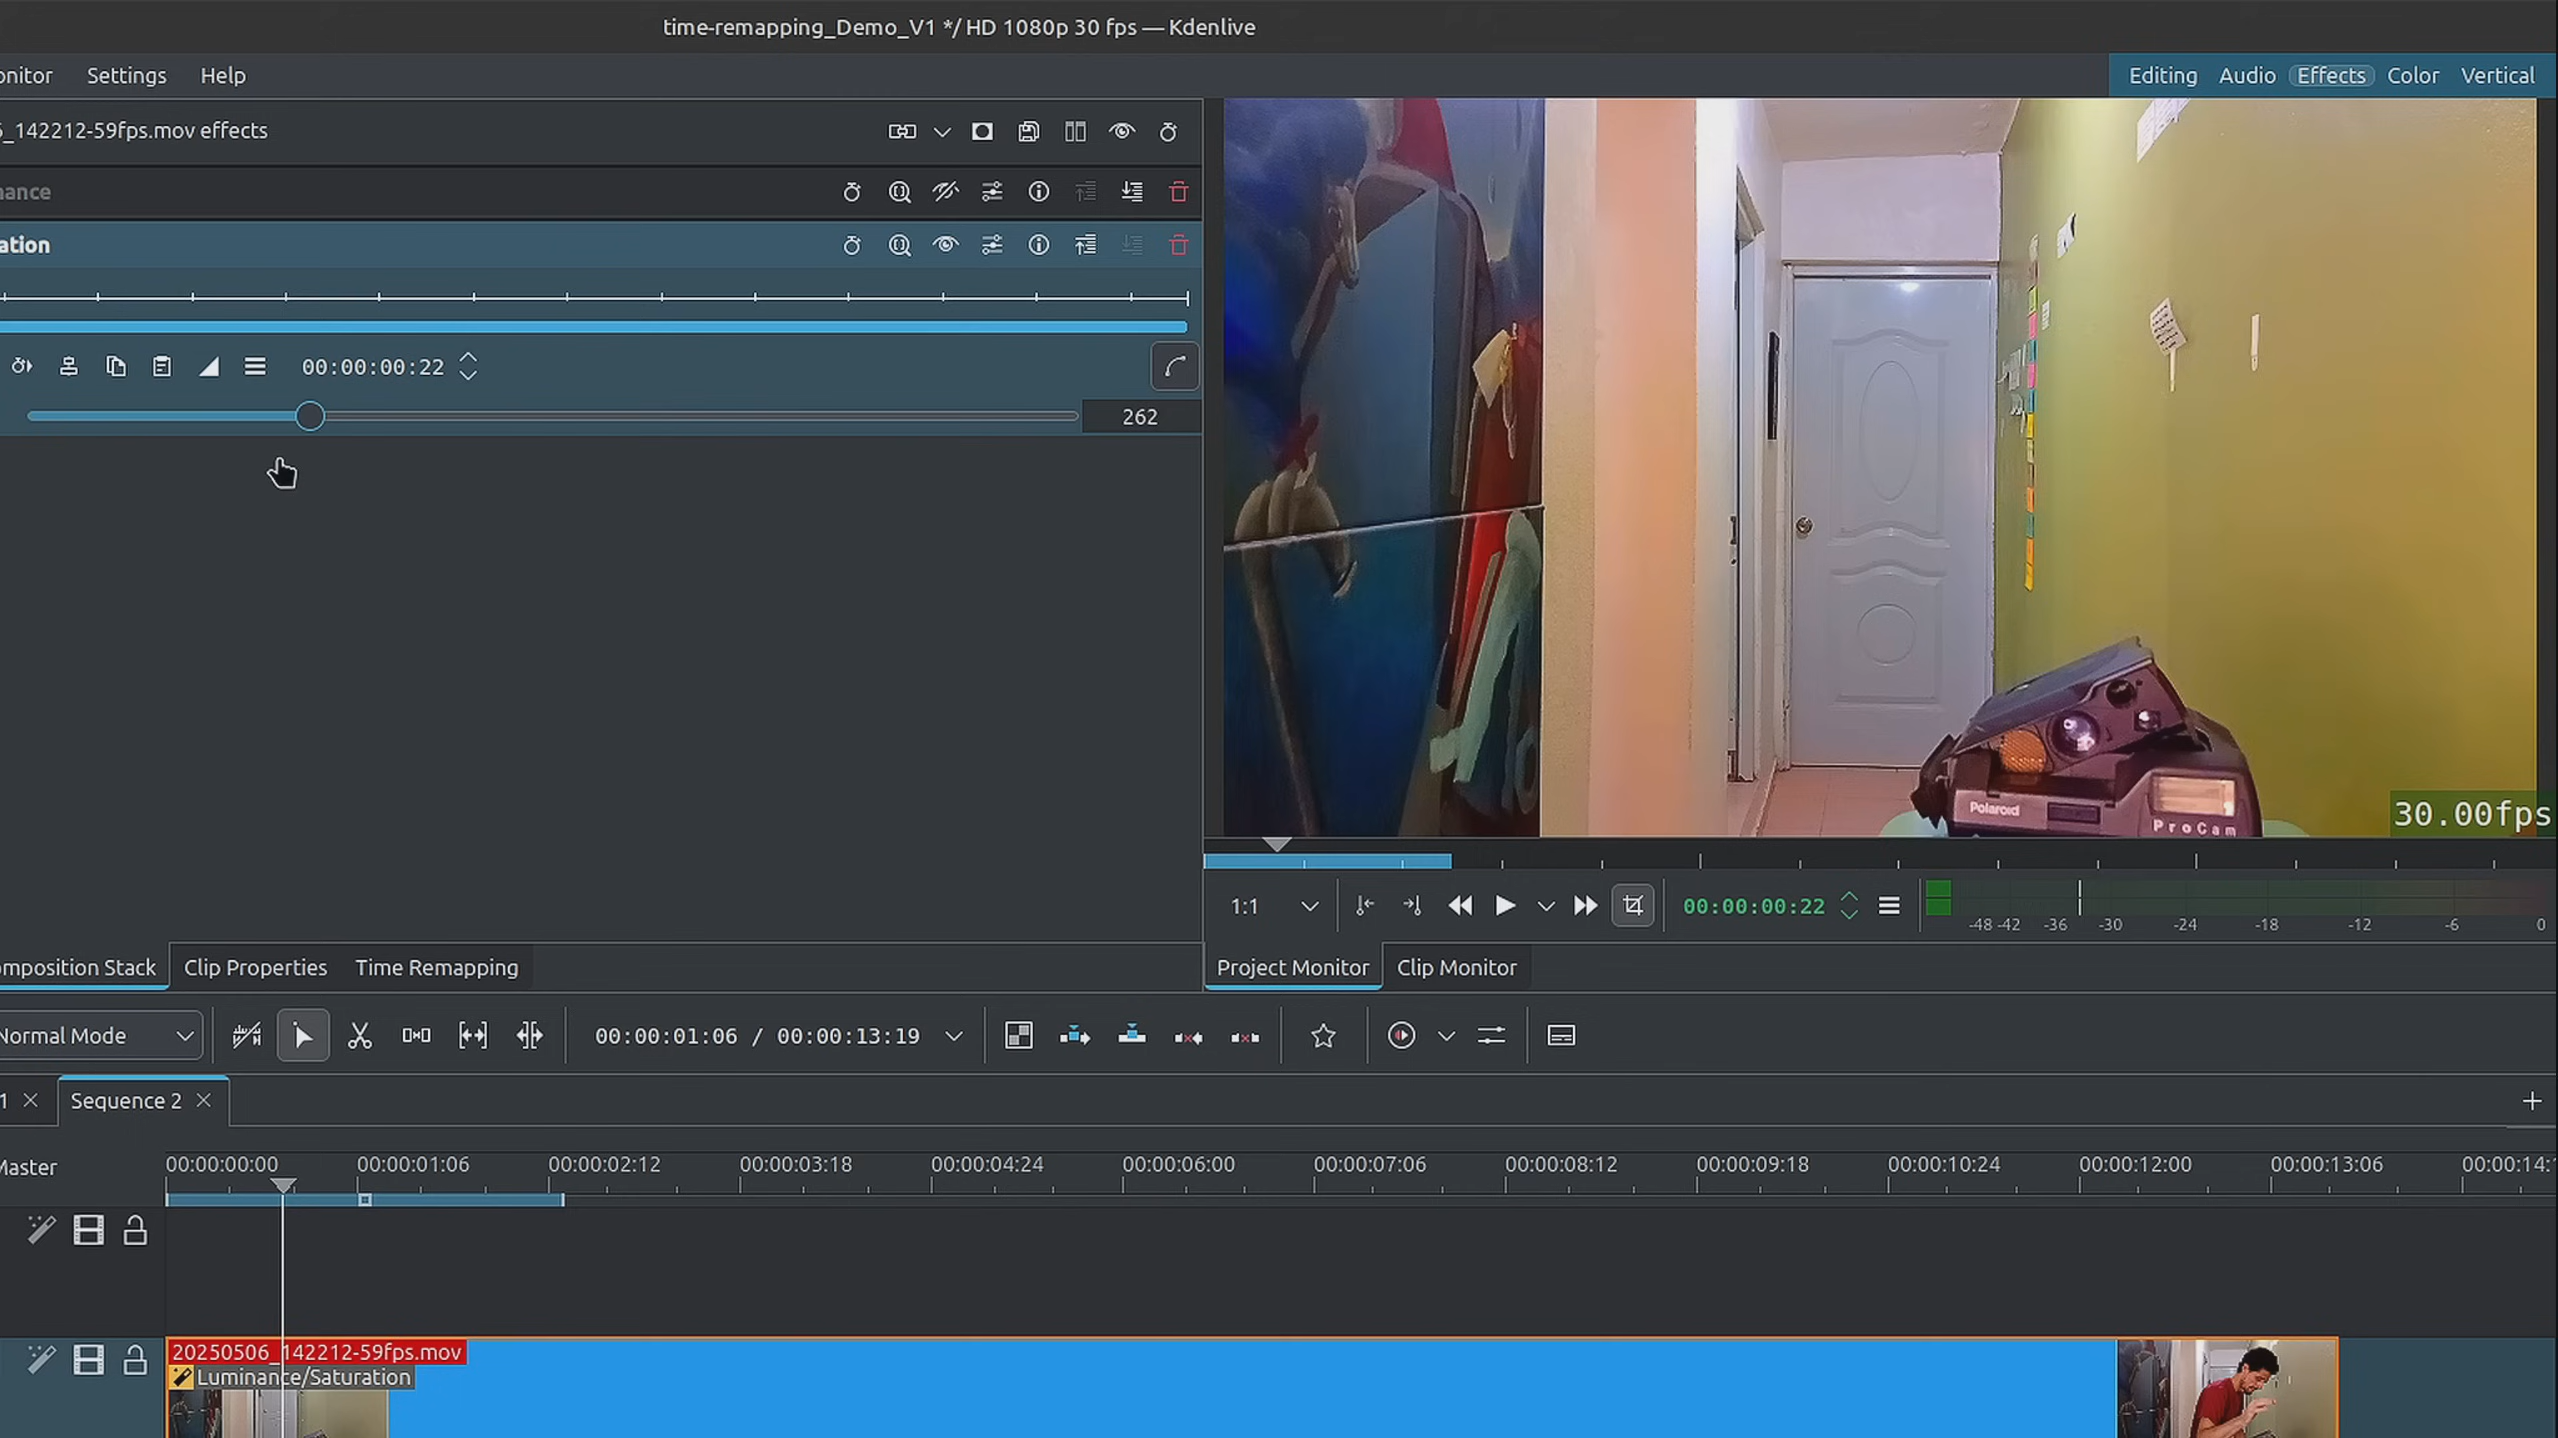 time-remapping_Demo_V1 */ HD 1080p 30 fps — Kdenlive
onitor Settings Help
Editing Audio Effects Color Vertical
5_142212-59fps.mov effects
nance
ation
00:00:00:22
262
Polaroid
ProCam
30.00fps
1:1
00:00:00:22
-48 -42 -36 -30 -24 -18 -12 -6 0
omposition Stack Clip Properties Time Remapping
Project Monitor Clip Monitor
Normal Mode
00:00:01:06 / 00:00:13:19
1 Sequence 2
Master
00:00:00:00 00:00:01:06 00:00:02:12 00:00:03:18 00:00:04:24 00:00:06:00 00:00:07:06 00:00:08:12 00:00:09:18 00:00:10:24 00:00:12:00 00:00:13:06 00:00:14:
20250506_142212-59fps.mov
Luminance/Saturation